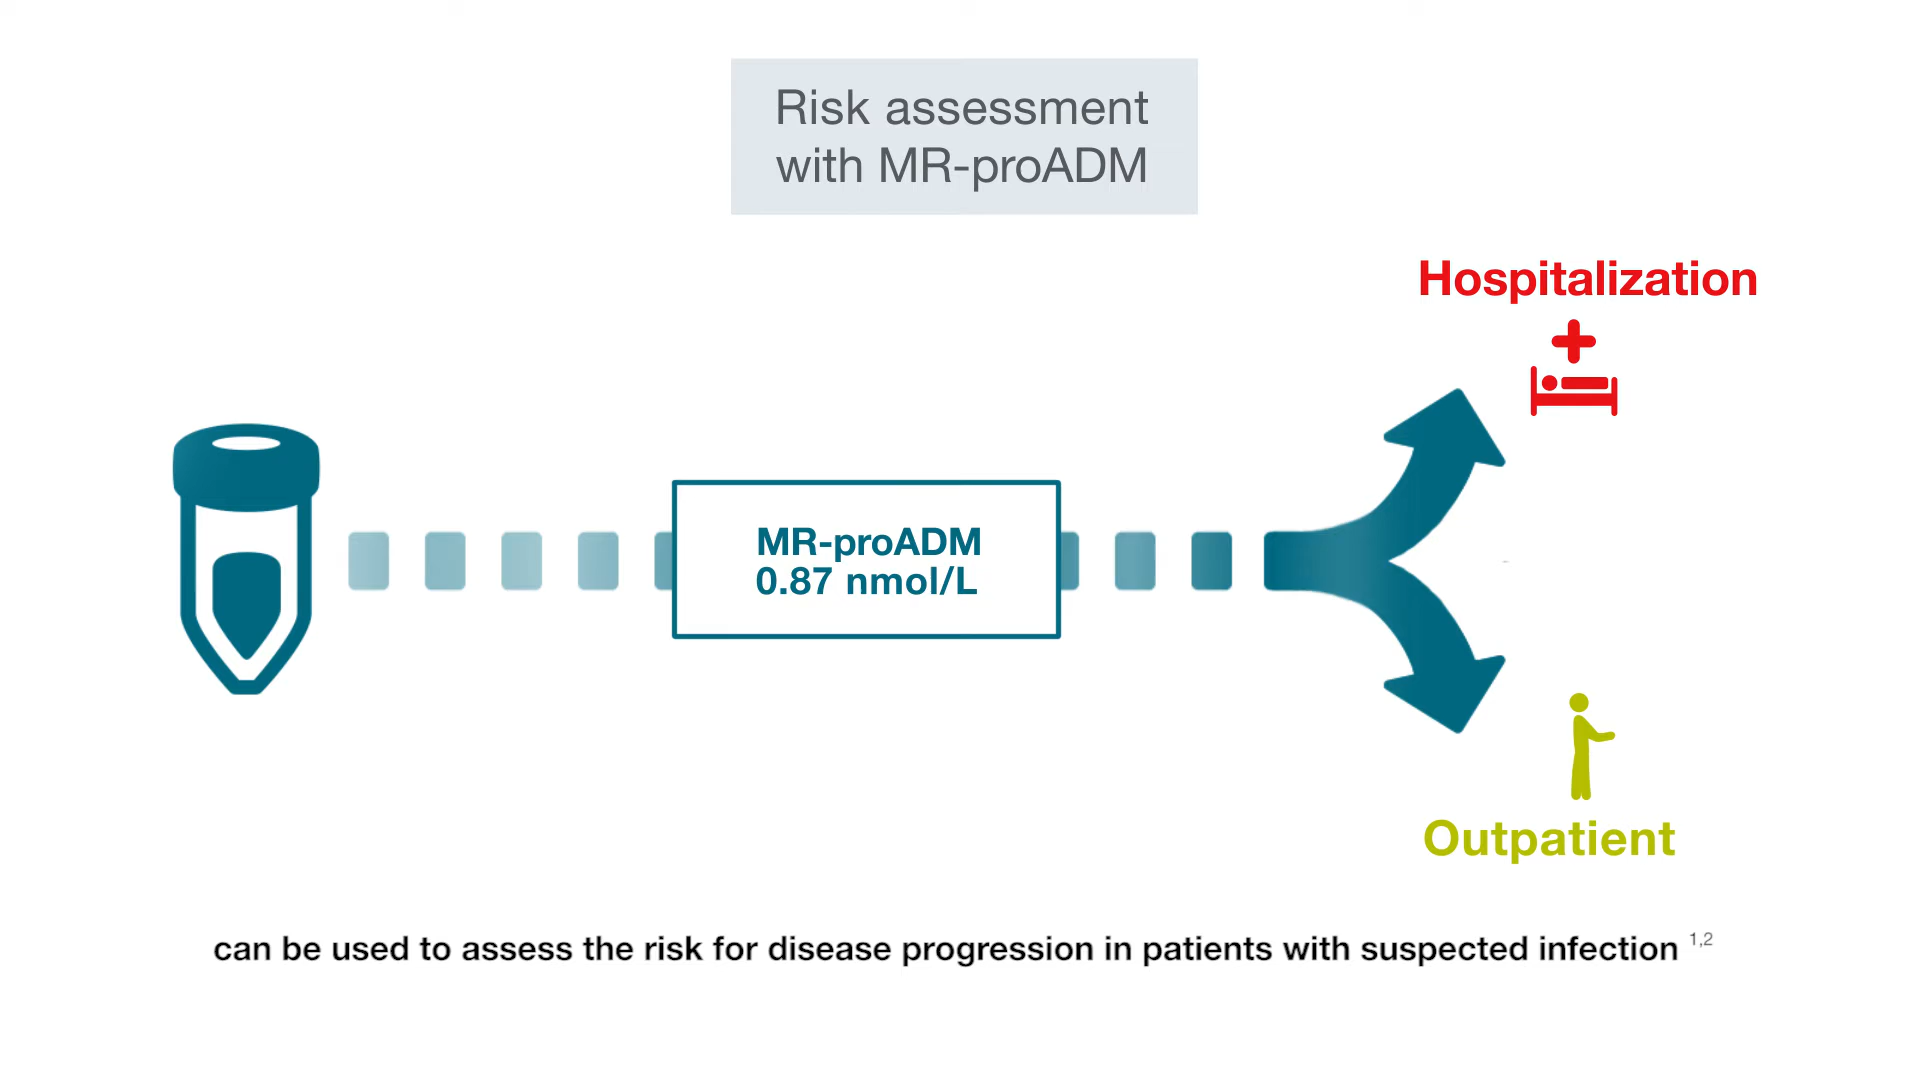 Risk assessment
with MR-proADM
Hospitalization
MR-proADM
0.87 nmol/L
Outpatient
can be used to assess the risk for disease progression in patients with suspected infection 1,2